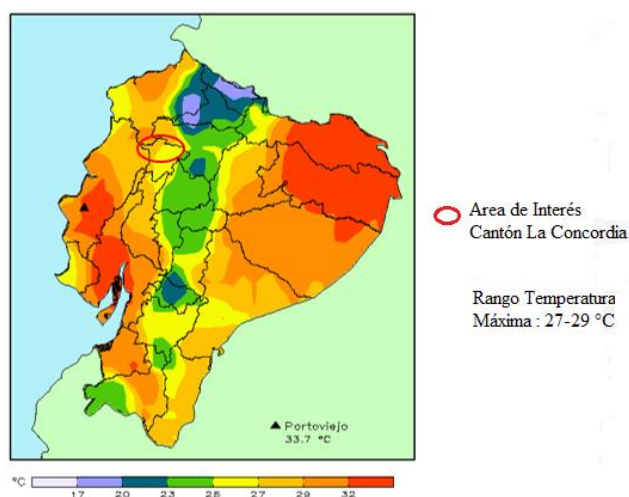 Area de Interés
Cantón La Concordia
Rango Temperatura
Máxima : 27-29 °C
▲ Portoviejo
33.7 °C
°C 17 20 23 25 27 29 32